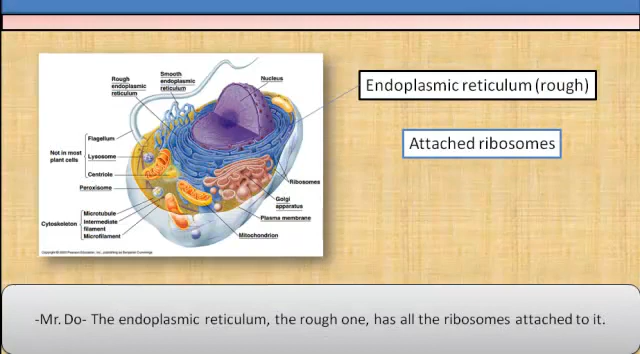 Rough
endoplasmic
reticulum
Smooth
endoplasmic
reticulum
Nucleus
Endoplasmic reticulum (rough)
Attached ribosomes
Flagellum
Not in most
plant cells
Lysosome
Centriole
Peroxisome
Ribosomes
Golgi
apparatus
Plasma membrane
Mitochondrion
Cytoskeleton
Microtubule
Intermediate
filament
Microfilament
-Mr. Do- The endoplasmic reticulum, the rough one, has all the ribosomes attached to it.